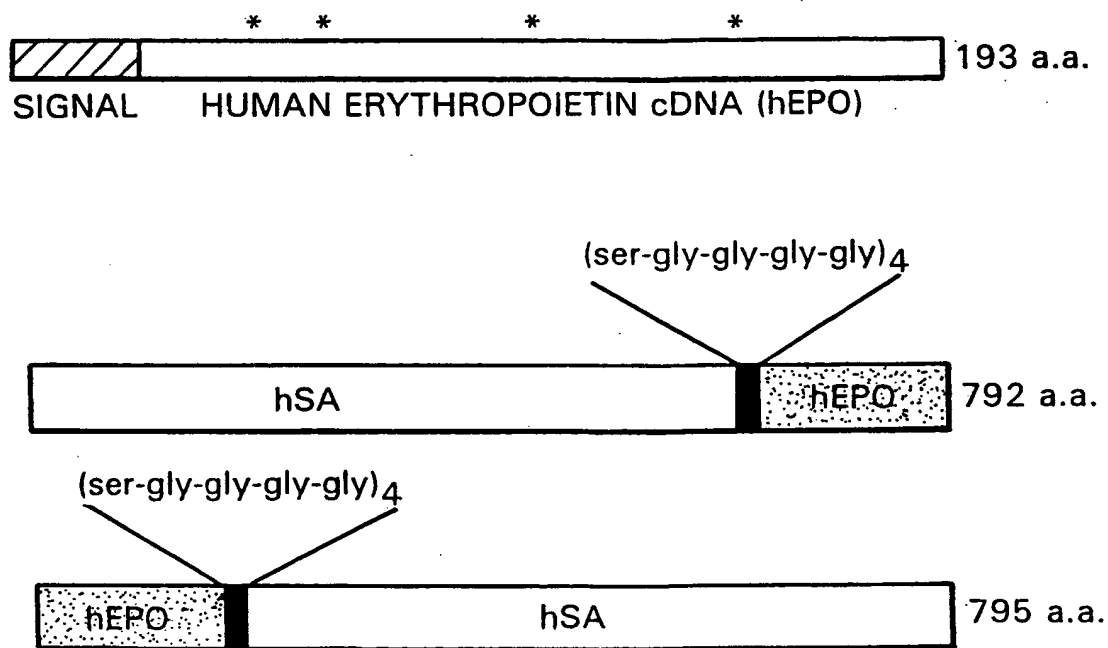 * * * *
193 a.a.
SIGNAL HUMAN ERYTHROPOIETIN cDNA (hEPO)
(ser-gly-gly-gly-gly)4
hSA hEPO 792 a.a.
(ser-gly-gly-gly-gly)4
hEPO hSA 795 a.a.